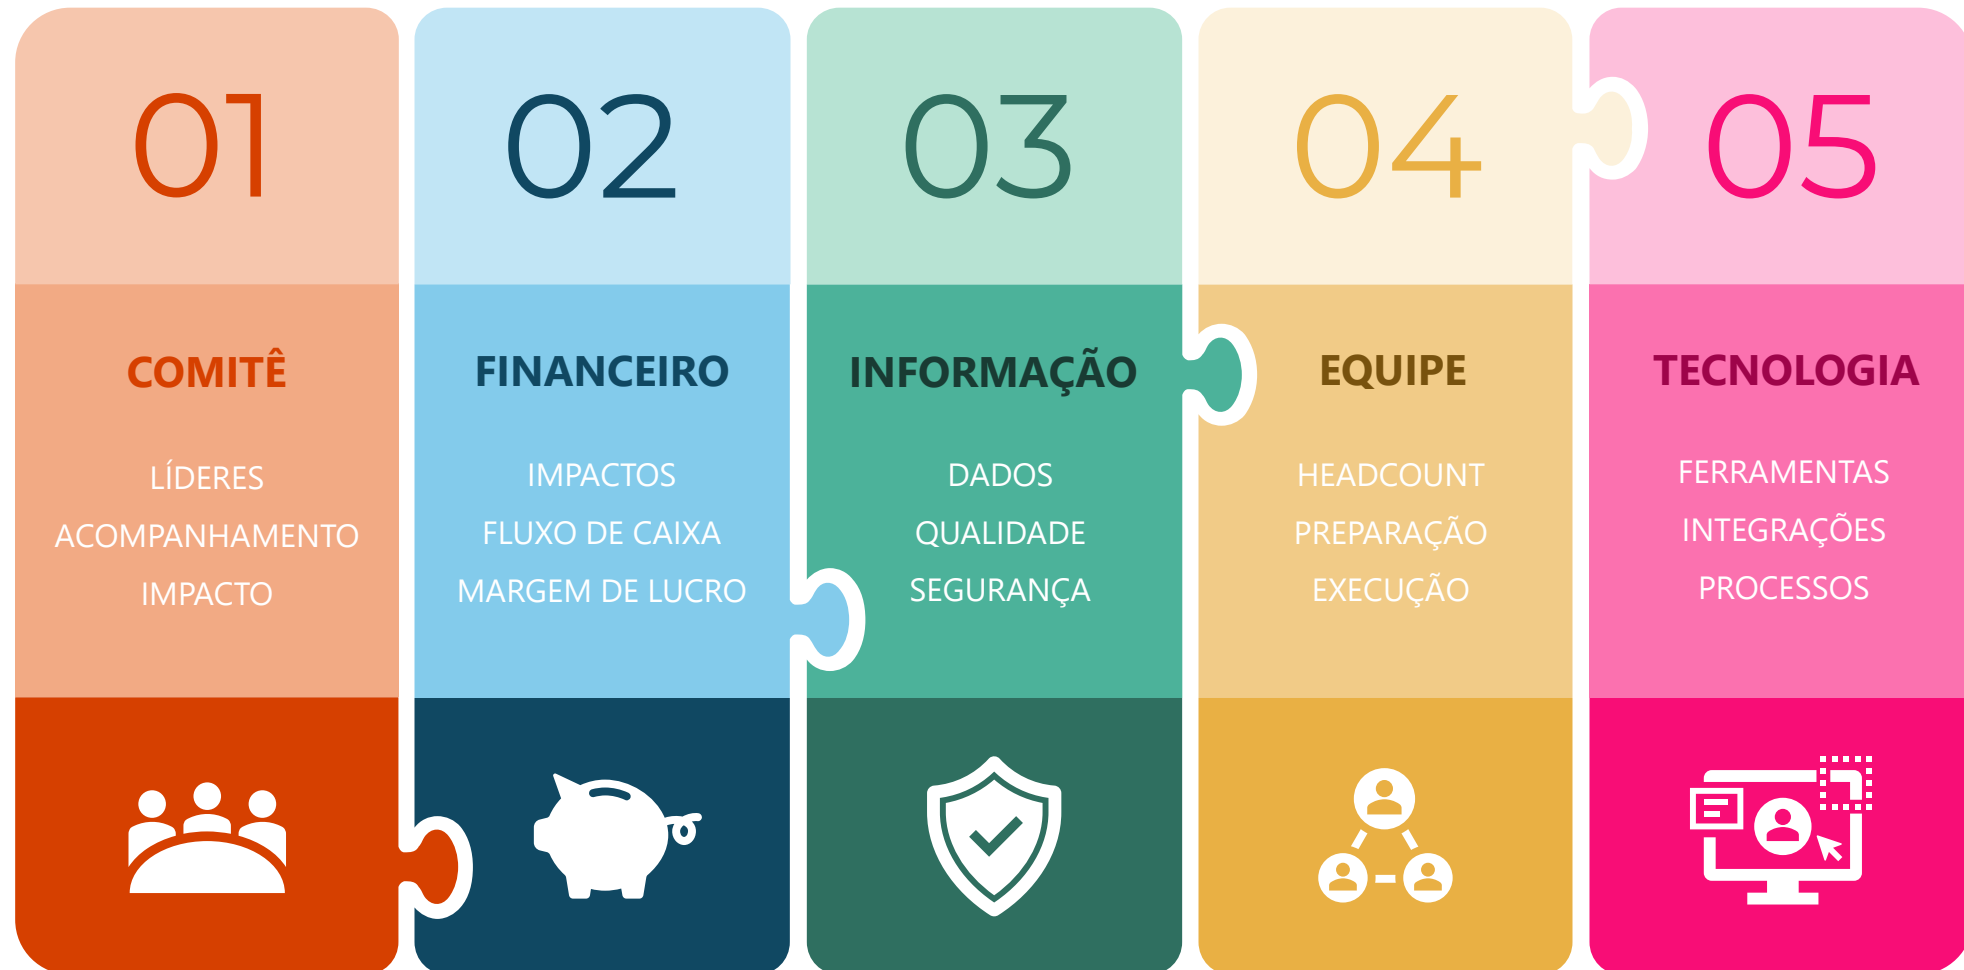 01
COMITÊ
LÍDERES
ACOMPANHAMENTO
IMPACTO
02
FINANCEIRO
IMPACTOS
FLUXO DE CAIXA
MARGEM DE LUCRO
03
INFORMAÇÃO
DADOS
QUALIDADE
SEGURANÇA
04
EQUIPE
HEADCOUNT
PREPARAÇÃO
EXECUÇÃO
05
TECNOLOGIA
FERRAMENTAS
INTEGRAÇÕES
PROCESSOS